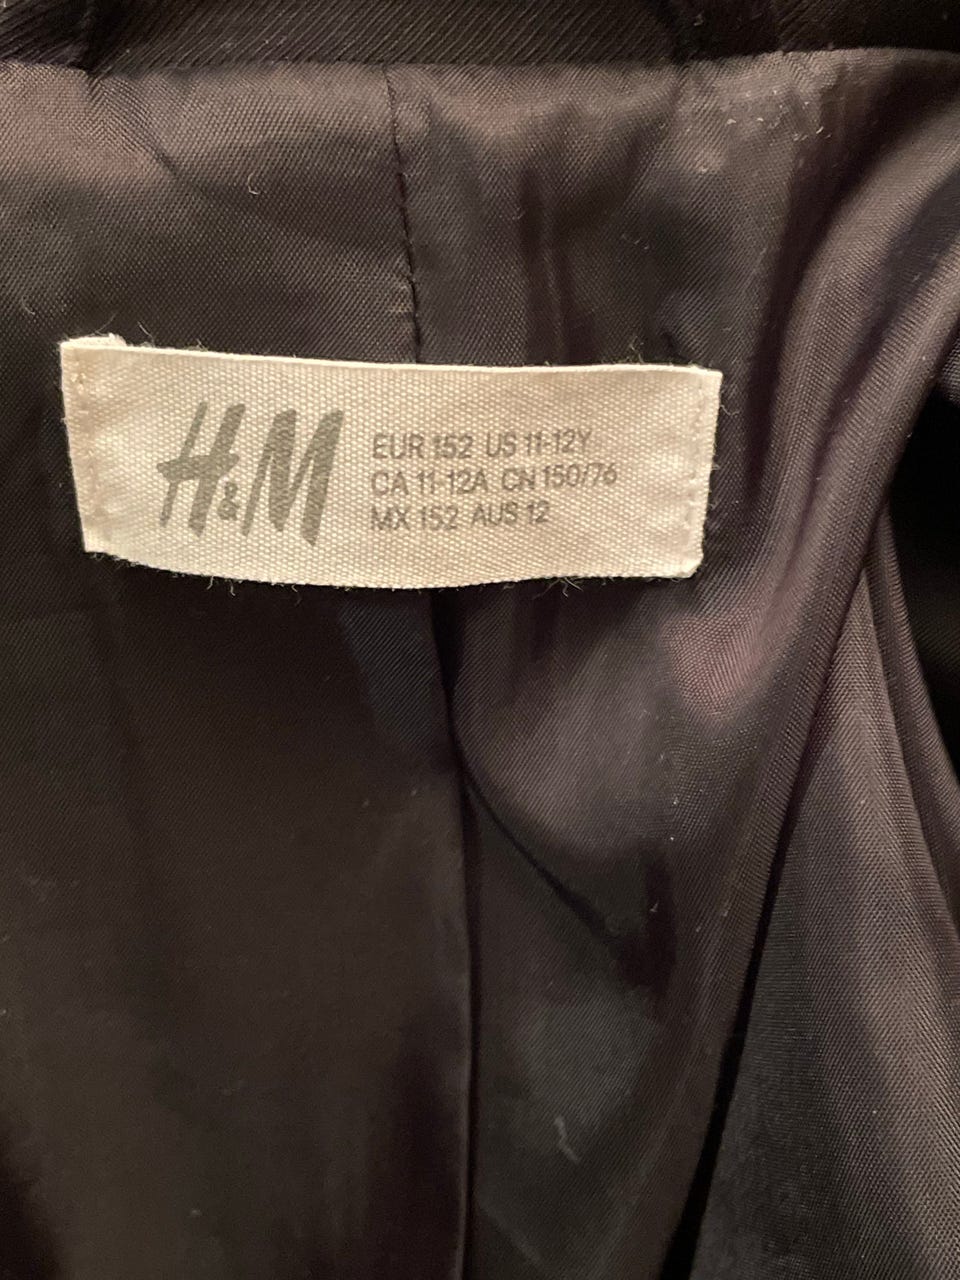 H&M
EUR 152 US 11-12Y
CA 11-12A CN 150/76
MX 152 AUS 12